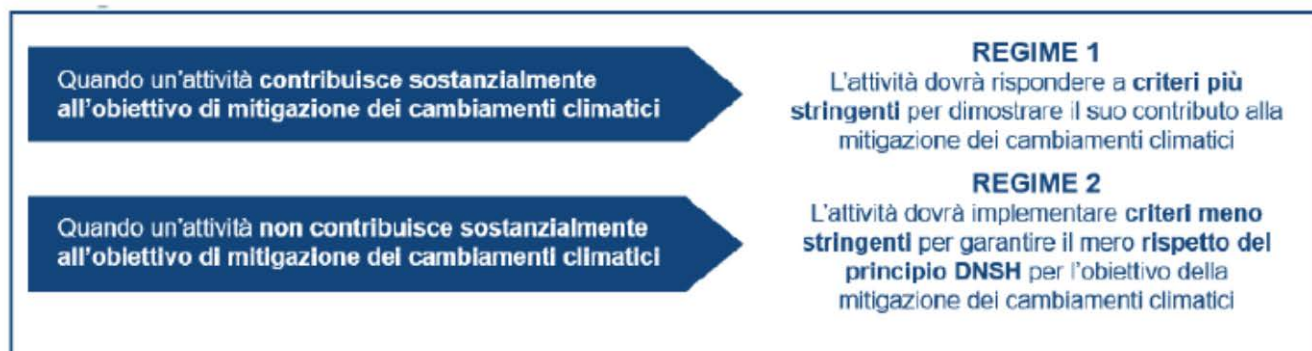 Quando un'attività contribuisce sostanzialmente
all'obiettivo di mitigazione dei cambiamenti climatici
REGIME 1
L'attività dovrà rispondere a criteri più
stringenti per dimostrare il suo contributo alla
mitigazione dei cambiamenti climatici
Quando un'attività non contribuisce sostanzialmente
all'obiettivo di mitigazione dei cambiamenti climatici
REGIME 2
L'attività dovrà implementare criteri meno
stringenti per garantire il mero rispetto del
principio DNSH per l'obiettivo della
mitigazione dei cambiamenti climatici